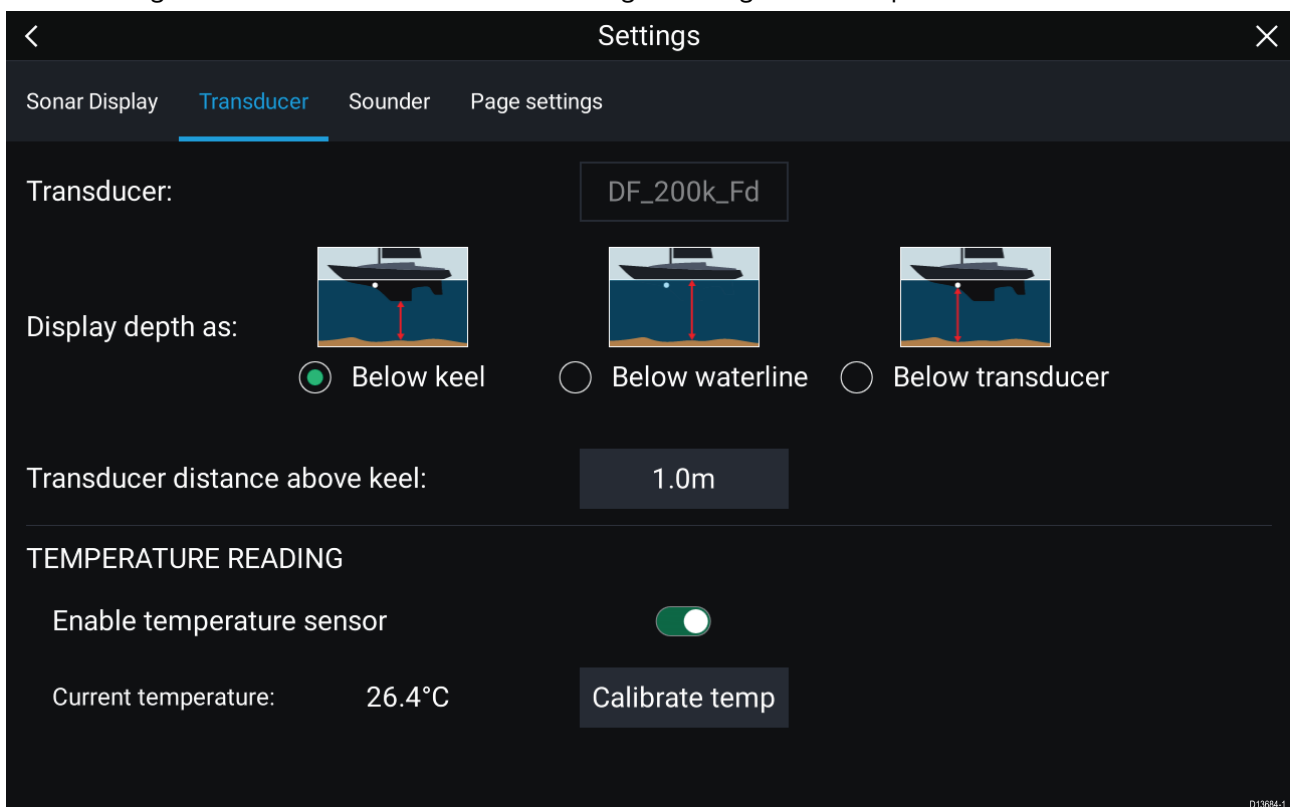 Settings
Sonar Display Transducer Sounder Page settings
Transducer: DF_200k_Fd
Display depth as:
Below keel Below waterline Below transducer
Transducer distance above keel: 1.0m
TEMPERATURE READING
Enable temperature sensor
Current temperature: 26.4°C Calibrate temp
D13684-1